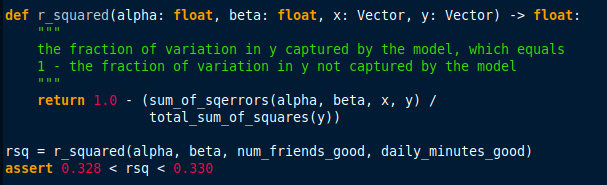 def r_squared(alpha: float, beta: float, x: Vector, y: Vector) -> float:
    """
    the fraction of variation in y captured by the model, which equals
    1 - the fraction of variation in y not captured by the model
    """
    return 1.0 - (sum_of_sqerrors(alpha, beta, x, y) /
                  total_sum_of_squares(y))

rsq = r_squared(alpha, beta, num_friends_good, daily_minutes_good)
assert 0.328 < rsq < 0.330